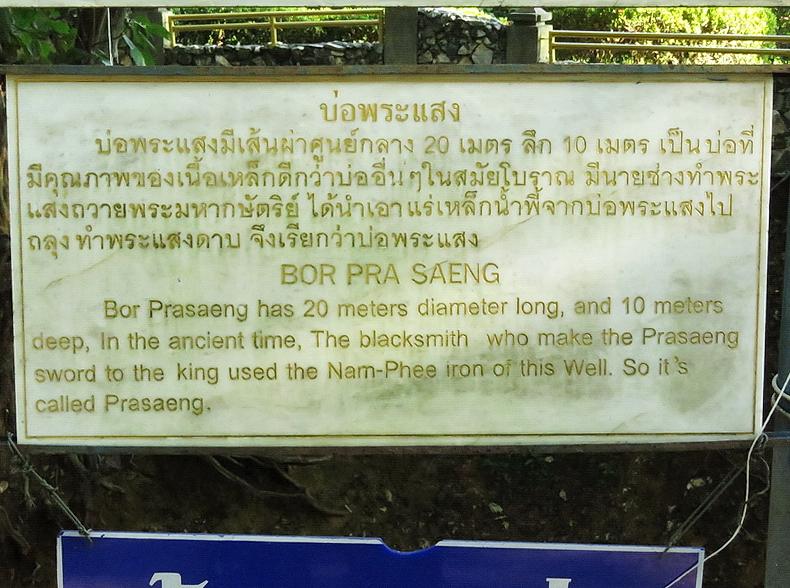 บ่อพระแสง
บ่อพระแสงมีเส้นผ่าศูนย์กลาง 20 เมตร ลึก 10 เมตร เป็นบ่อที่
มีคุณภาพของเนื้อเหล็กดีกว่าบ่ออื่นๆในสมัยโบราณ มีนายช่างทำพระ
แสงถวายพระมหากษัตริย์ ได้นำเอาแร่เหล็กน้ำพี้จากบ่อพระแสงไป
ถลุง ทำพระแสงดาบ จึงเรียกว่าบ่อพระแสง
BOR PRA SAENG
Bor Prasaeng has 20 meters diameter long, and 10 meters
deep, In the ancient time, The blacksmith who make the Prasaeng
sword to the king used the Nam-Phee iron of this Well. So it's
called Prasaeng.